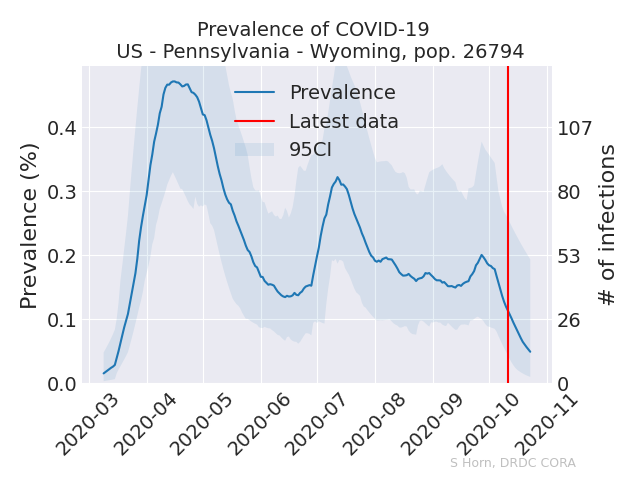 Prevalence of COVID-19
US - Pennsylvania - Wyoming, pop. 26794
Prevalence
Latest data
95CI
Prevalence (%)
0.4
0.3
0.2
0.1
0.0
# of infections
107
80
53
26
0
2020-03
2020-04
2020-05
2020-06
2020-07
2020-08
2020-09
2020-10
2020-11
S Horn, DRDC CORA